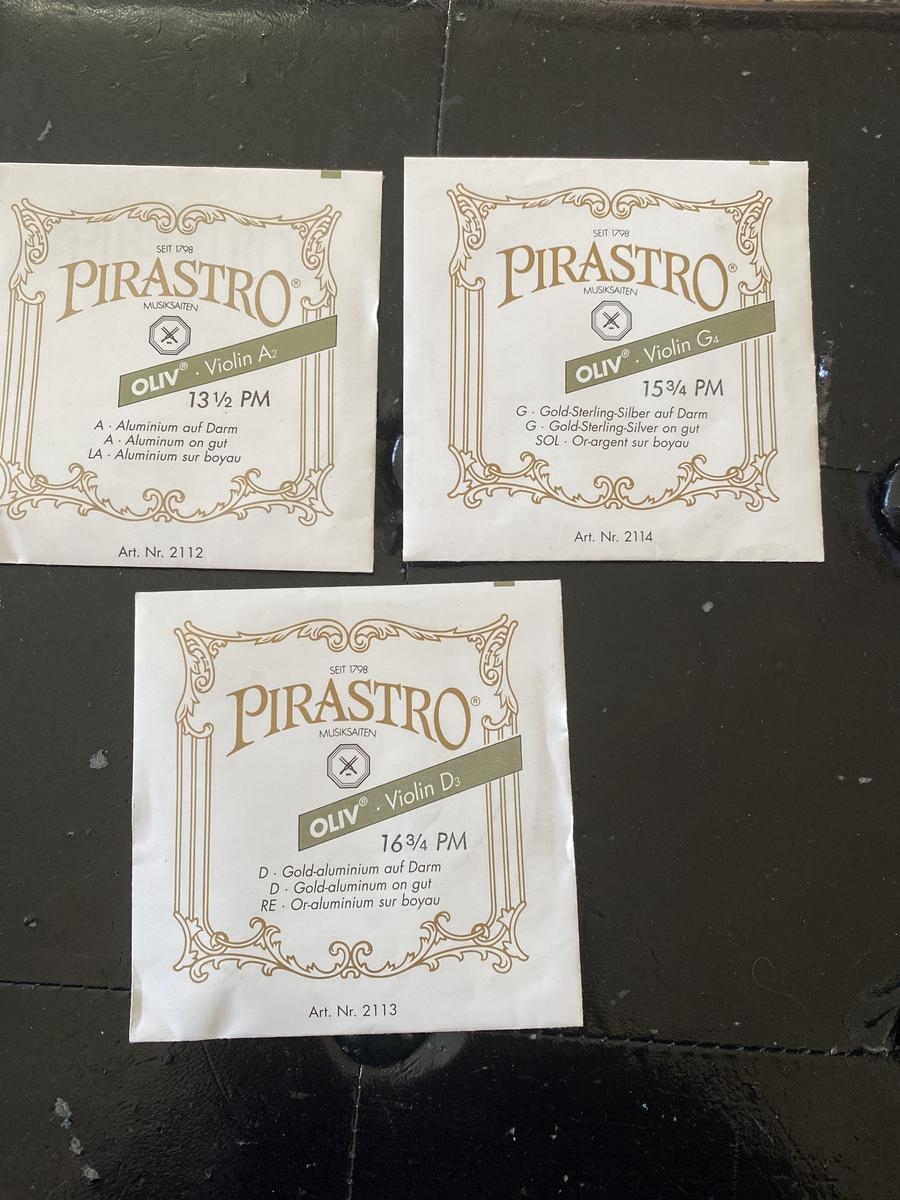 SEIT 1798
PIRASTRO®
MUSIKSAITEN
OLIV® · Violin A2
13 1/2 PM
A · Aluminium auf Darm
A · Aluminum on gut
LA · Aluminium sur boyau
Art. Nr. 2112
SEIT 1798
PIRASTRO®
MUSIKSAITEN
OLIV® · Violin G4
15 3/4 PM
G · Gold-Sterling-Silber auf Darm
G · Gold-Sterling-Silver on gut
SOL · Or-argent sur boyau
Art. Nr. 2114
SEIT 1798
PIRASTRO®
MUSIKSAITEN
OLIV® · Violin D3
16 3/4 PM
D · Gold-aluminium auf Darm
D · Gold-aluminum on gut
RE · Or-aluminium sur boyau
Art. Nr. 2113